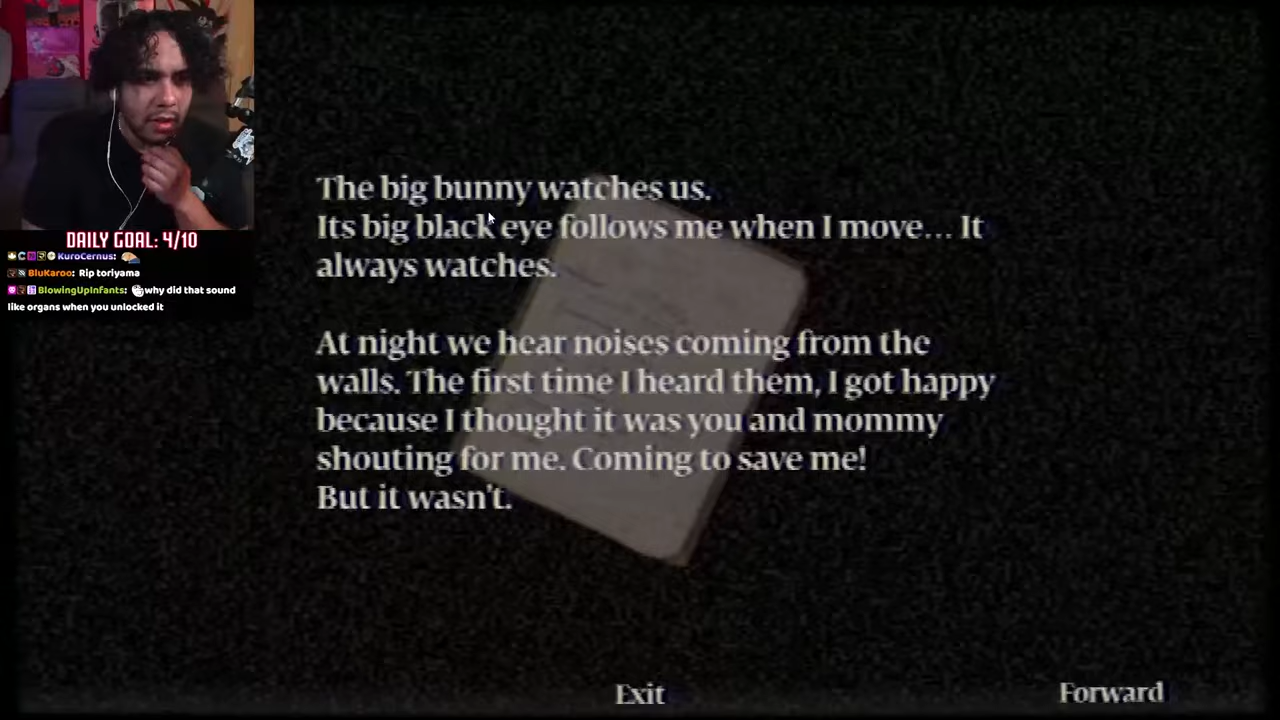 The big bunny watches us.
Its big black eye follows me when I move... It
always watches.
At night we hear noises coming from the
walls. The first time I heard them, I got happy
because I thought it was you and mommy
shouting for me. Coming to save me!
But it wasn't.
Exit
Forward
DAILY GOAL: 4/10
KuroCernus:
BluKaroo: Rip toriyama
BlowingUpInfants: why did that sound
like organs when you unlocked it